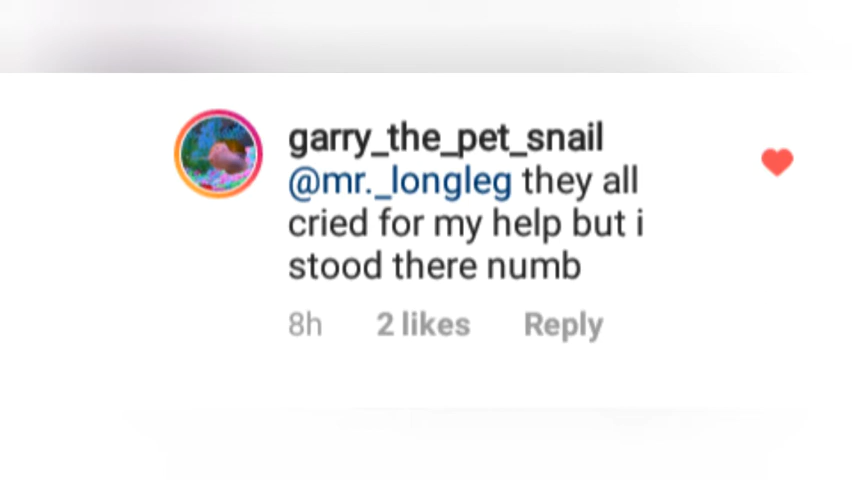 garry_the_pet_snail
@mr._longleg they all
cried for my help but i
stood there numb
8h 2 likes Reply